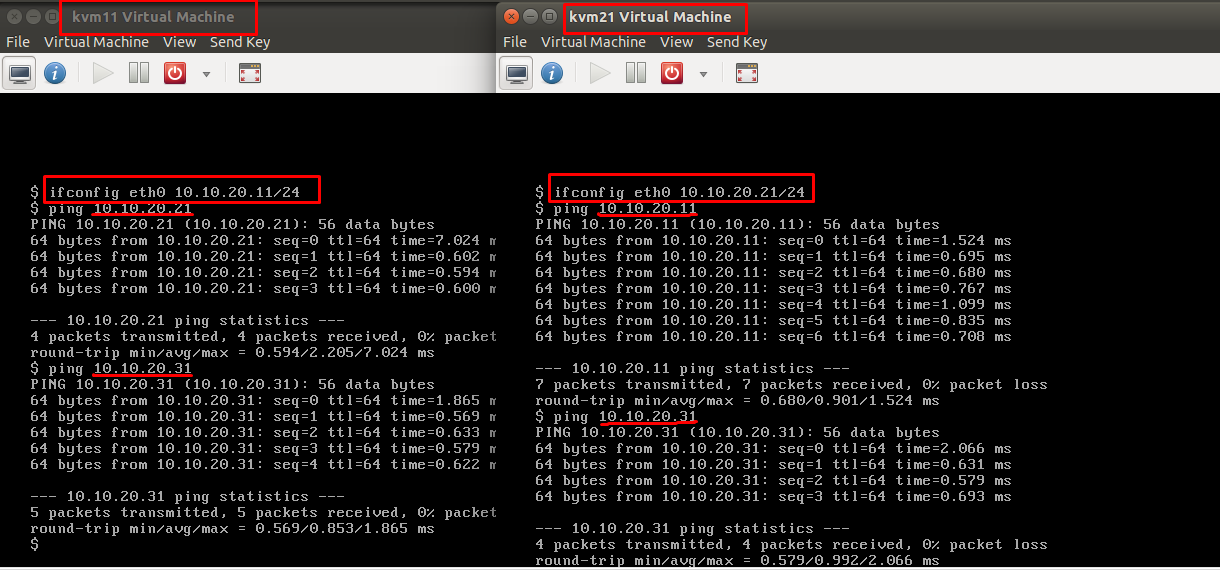 kvm11 Virtual Machine
File Virtual Machine View Send Key
$ ifconfig eth0 10.10.20.11/24
$ ping 10.10.20.21
PING 10.10.20.21 (10.10.20.21): 56 data bytes
64 bytes from 10.10.20.21: seq=0 ttl=64 time=7.024 m
64 bytes from 10.10.20.21: seq=1 ttl=64 time=0.602 m
64 bytes from 10.10.20.21: seq=2 ttl=64 time=0.594 m
64 bytes from 10.10.20.21: seq=3 ttl=64 time=0.600 m
--- 10.10.20.21 ping statistics ---
4 packets transmitted, 4 packets received, 0% packet
round-trip min/avg/max = 0.594/2.205/7.024 ms
$ ping 10.10.20.31
PING 10.10.20.31 (10.10.20.31): 56 data bytes
64 bytes from 10.10.20.31: seq=0 ttl=64 time=1.865 m
64 bytes from 10.10.20.31: seq=1 ttl=64 time=0.569 m
64 bytes from 10.10.20.31: seq=2 ttl=64 time=0.633 m
64 bytes from 10.10.20.31: seq=3 ttl=64 time=0.579 m
64 bytes from 10.10.20.31: seq=4 ttl=64 time=0.622 m
--- 10.10.20.31 ping statistics ---
5 packets transmitted, 5 packets received, 0% packet
round-trip min/avg/max = 0.569/0.853/1.865 ms
$
kvm21 Virtual Machine
File Virtual Machine View Send Key
$ ifconfig eth0 10.10.20.21/24
$ ping 10.10.20.11
PING 10.10.20.11 (10.10.20.11): 56 data bytes
64 bytes from 10.10.20.11: seq=0 ttl=64 time=1.524 ms
64 bytes from 10.10.20.11: seq=1 ttl=64 time=0.695 ms
64 bytes from 10.10.20.11: seq=2 ttl=64 time=0.680 ms
64 bytes from 10.10.20.11: seq=3 ttl=64 time=0.767 ms
64 bytes from 10.10.20.11: seq=4 ttl=64 time=1.099 ms
64 bytes from 10.10.20.11: seq=5 ttl=64 time=0.835 ms
64 bytes from 10.10.20.11: seq=6 ttl=64 time=0.708 ms
--- 10.10.20.11 ping statistics ---
7 packets transmitted, 7 packets received, 0% packet loss
round-trip min/avg/max = 0.680/0.901/1.524 ms
$ ping 10.10.20.31
PING 10.10.20.31 (10.10.20.31): 56 data bytes
64 bytes from 10.10.20.31: seq=0 ttl=64 time=2.066 ms
64 bytes from 10.10.20.31: seq=1 ttl=64 time=0.631 ms
64 bytes from 10.10.20.31: seq=2 ttl=64 time=0.579 ms
64 bytes from 10.10.20.31: seq=3 ttl=64 time=0.693 ms
--- 10.10.20.31 ping statistics ---
4 packets transmitted, 4 packets received, 0% packet loss
round-trip min/avg/max = 0.579/0.992/2.066 ms